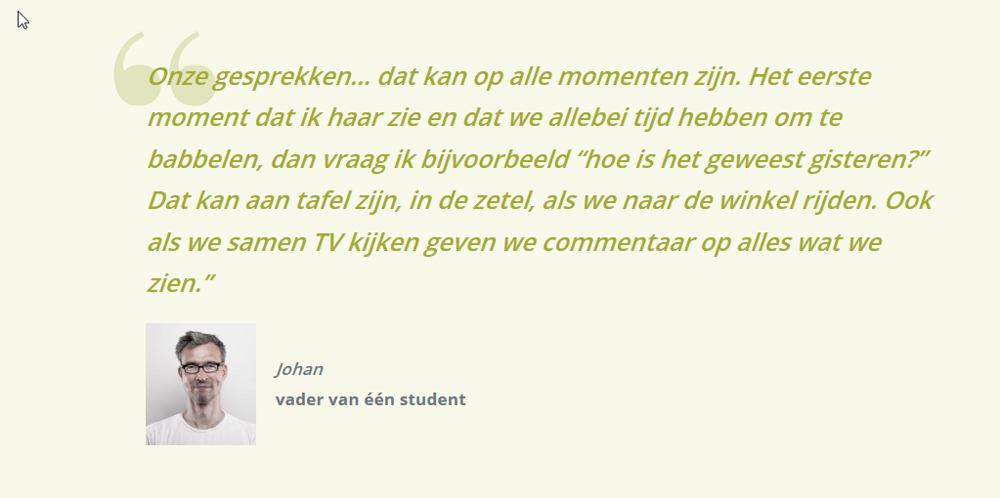 “
Onze gesprekken... dat kan op alle momenten zijn. Het eerste
moment dat ik haar zie en dat we allebei tijd hebben om te
babbelen, dan vraag ik bijvoorbeeld “hoe is het geweest gisteren?”
Dat kan aan tafel zijn, in de zetel, als we naar de winkel rijden. Ook
als we samen TV kijken geven we commentaar op alles wat we
zien.”
Johan
vader van één student